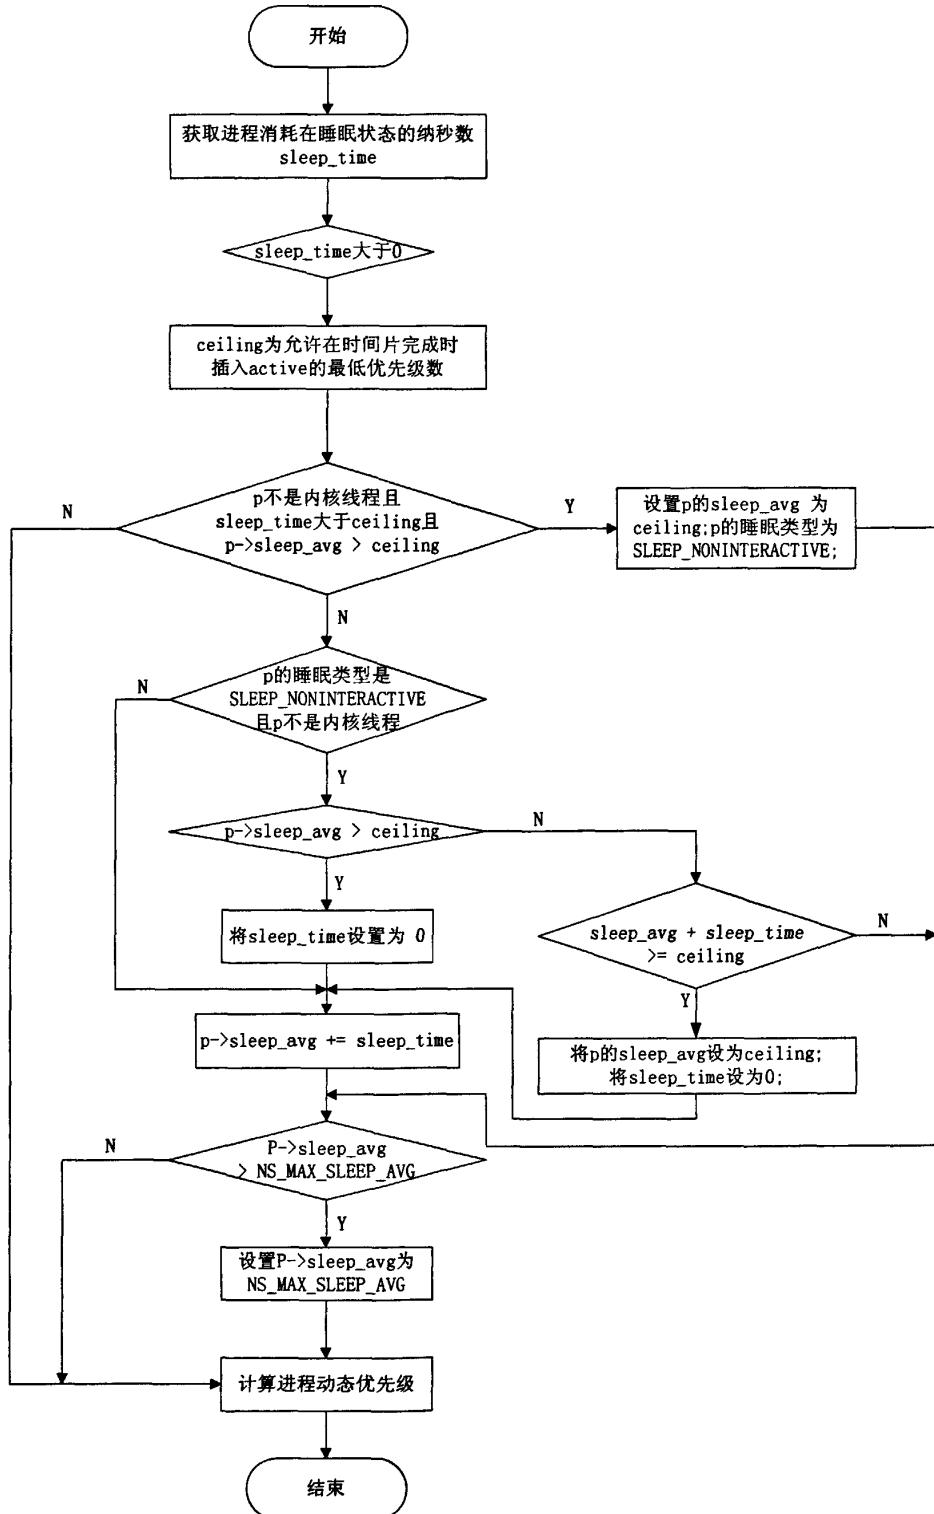 开始
获取进程消耗在睡眠状态的纳秒数
sleep_time
sleep_time大于0
ceiling为允许在时间片完成时
插入active的最低优先级数
N
p不是内核线程且
sleep_time大于ceiling且
p->sleep_avg > ceiling
Y
设置p的sleep_avg 为
ceiling;p的睡眠类型为
SLEEP_NONINTERACTIVE;
N
N
p的睡眠类型是
SLEEP_NONINTERACTIVE
且p不是内核线程
Y
p->sleep_avg > ceiling
N
Y
将sleep_time设置为 0
sleep_avg + sleep_time
>= ceiling
N
Y
p->sleep_avg += sleep_time
将p的sleep_avg设为ceiling;
将sleep_time设为0;
N
P->sleep_avg
> NS_MAX_SLEEP_AVG
Y
设置P->sleep_avg为
NS_MAX_SLEEP_AVG
计算进程动态优先级
结束